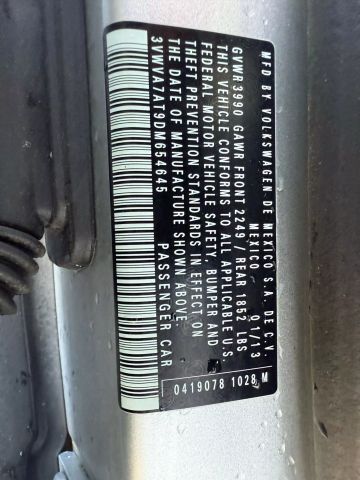 MFD BY VOLKSWAGEN DE MEXICO S.A. DE C.V.
MEXICO 01/13
GVWR3990 GAWR FRONT 2249/ REAR 1852 LBS
THIS VEHICLE CONFORMS TO ALL APPLICABLE U.S.
FEDERAL MOTOR VEHICLE SAFETY, BUMPER AND
THEFT PREVENTION STANDARDS IN EFFECT ON
THE DATE OF MANUFACTURE SHOWN ABOVE.
3VWVA7AT9DM654645 PASSENGER CAR
0419078 1028 M